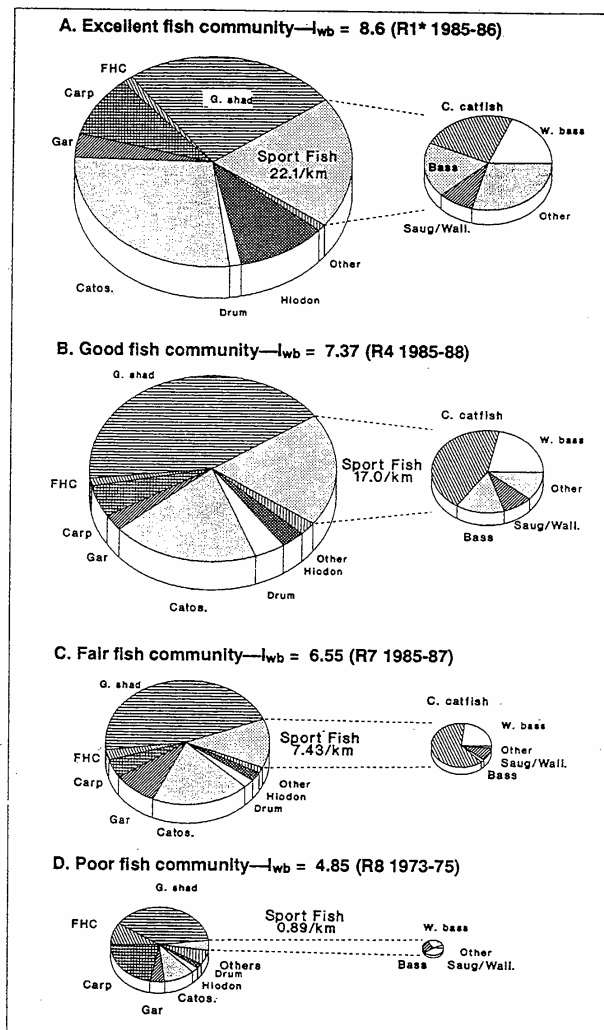 A. Excellent fish community—Iwb = 8.6 (R1* 1985-86)
FHC
G. shad
Carp
C. catfish
W. bass
Gar
Sport Fish
22.1/km
Bass
Other
Saug/Wall.
Other
Catos.
Hiodon
Drum
B. Good fish community—Iwb = 7.37 (R4 1985-88)
G. shad
C. catfish
W. bass
Sport Fish
17.0/km
FHC
Other
Saug/Wall.
Bass
Carp
Gar
Other
Hiodon
Drum
Catos.
C. Fair fish community—Iwb = 6.55 (R7 1985-87)
G. shad
C. catfish
W. bass
Sport Fish
7.43/km
FHC
Other
Saug/Wall.
Bass
Carp
Other
Hiodon
Drum
Gar
Catos.
D. Poor fish community—Iwb = 4.85 (R8 1973-75)
G. shad
Sport Fish
0.89/km
FHC
W. bass
Other
Bass
Saug/Wall.
Others
Drum
Hiodon
Carp
Catos.
Gar